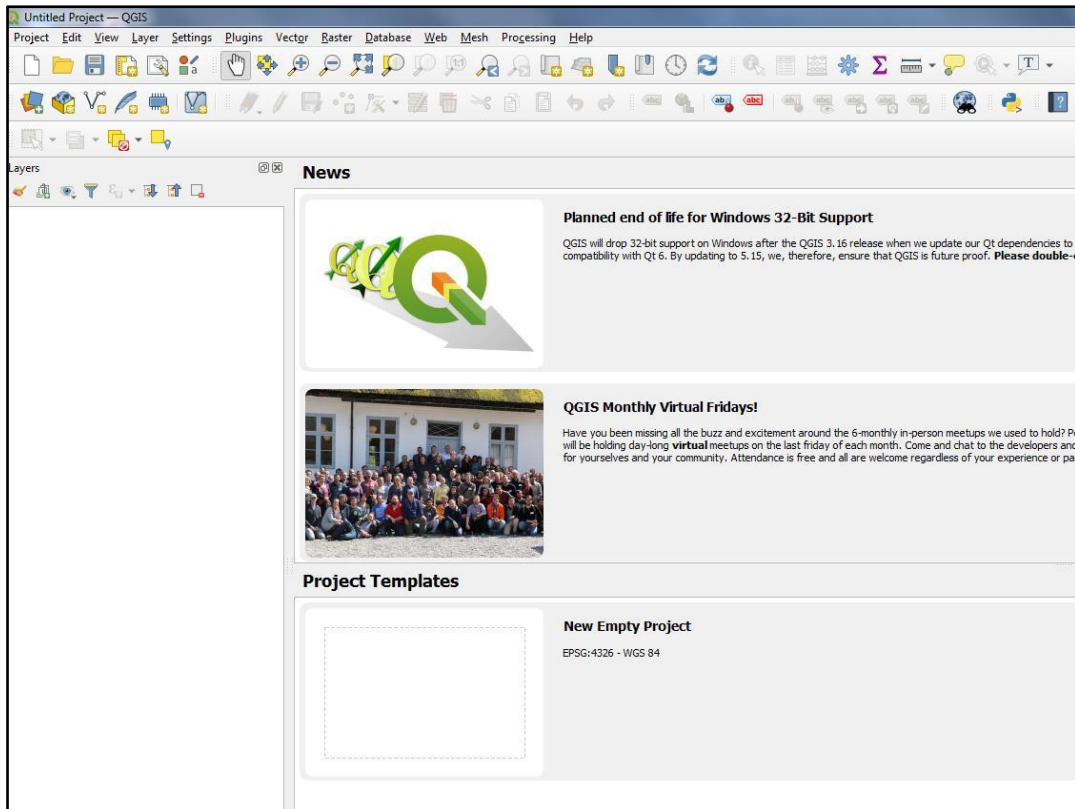 Untitled Project — QGIS
Project Edit View Layer Settings Plugins Vector Raster Database Web Mesh Processing Help
Layers
News
Planned end of life for Windows 32-Bit Support
QGIS will drop 32-bit support on Windows after the QGIS 3.16 release when we update our Qt dependencies to
compatibility with Qt 6. By updating to 5.15, we, therefore, ensure that QGIS is future proof. Please double-
QGIS Monthly Virtual Fridays!
Have you been missing all the buzz and excitement around the 6-monthly in-person meetups we used to hold?
will be holding day-long virtual meetups on the last friday of each month. Come and chat to the developers and
for yourselves and your community. Attendance is free and all are welcome regardless of your experience or
Project Templates
New Empty Project
EPSG:4326 - WGS 84